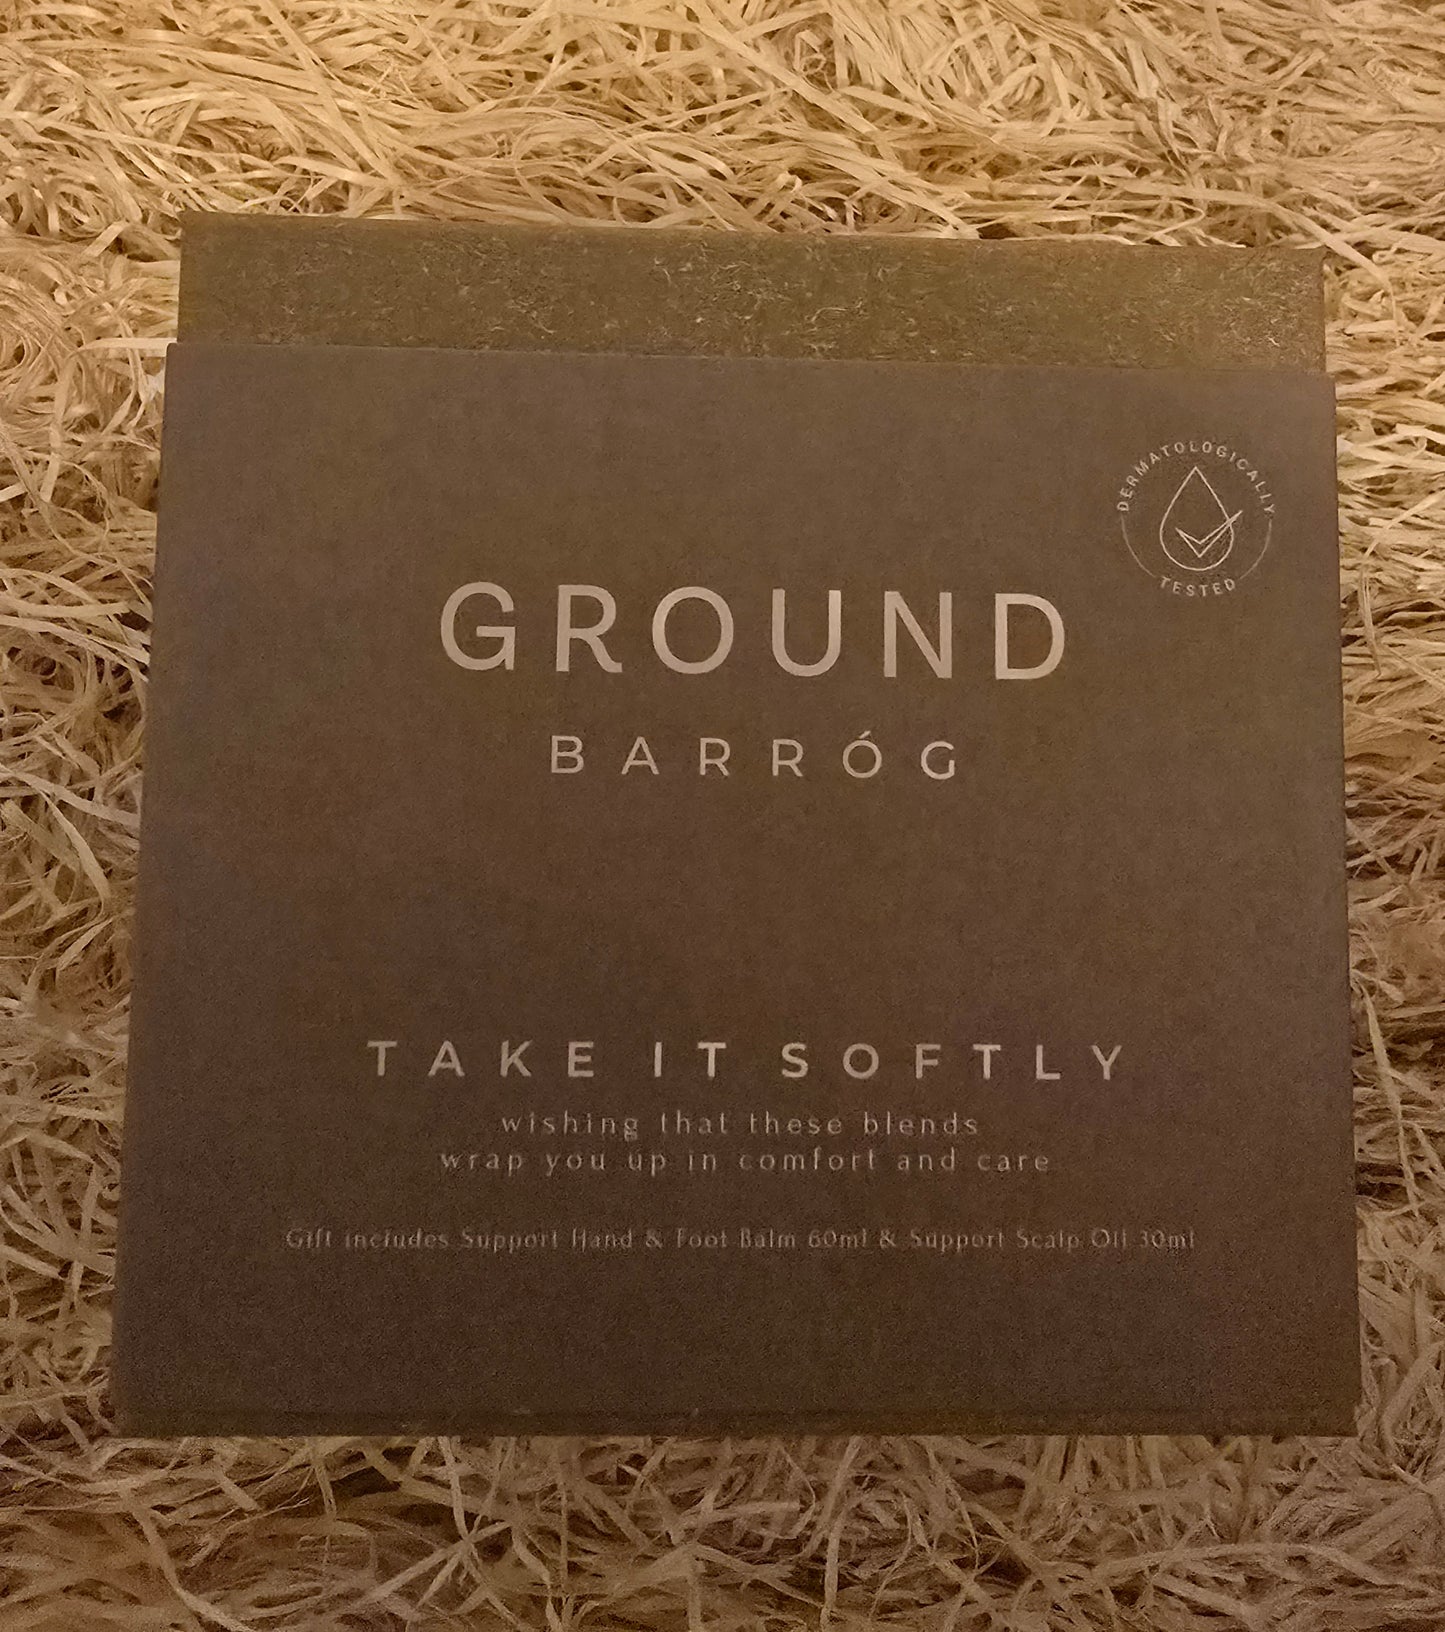 DERMATOLOGICALLY
TESTED
GROUND
BARRÓG
TAKE IT SOFTLY
wishing that these blends
wrap you up in comfort and care
Gift includes Support Hand & Foot Balm 60ml & Support Scalp Oil 30ml